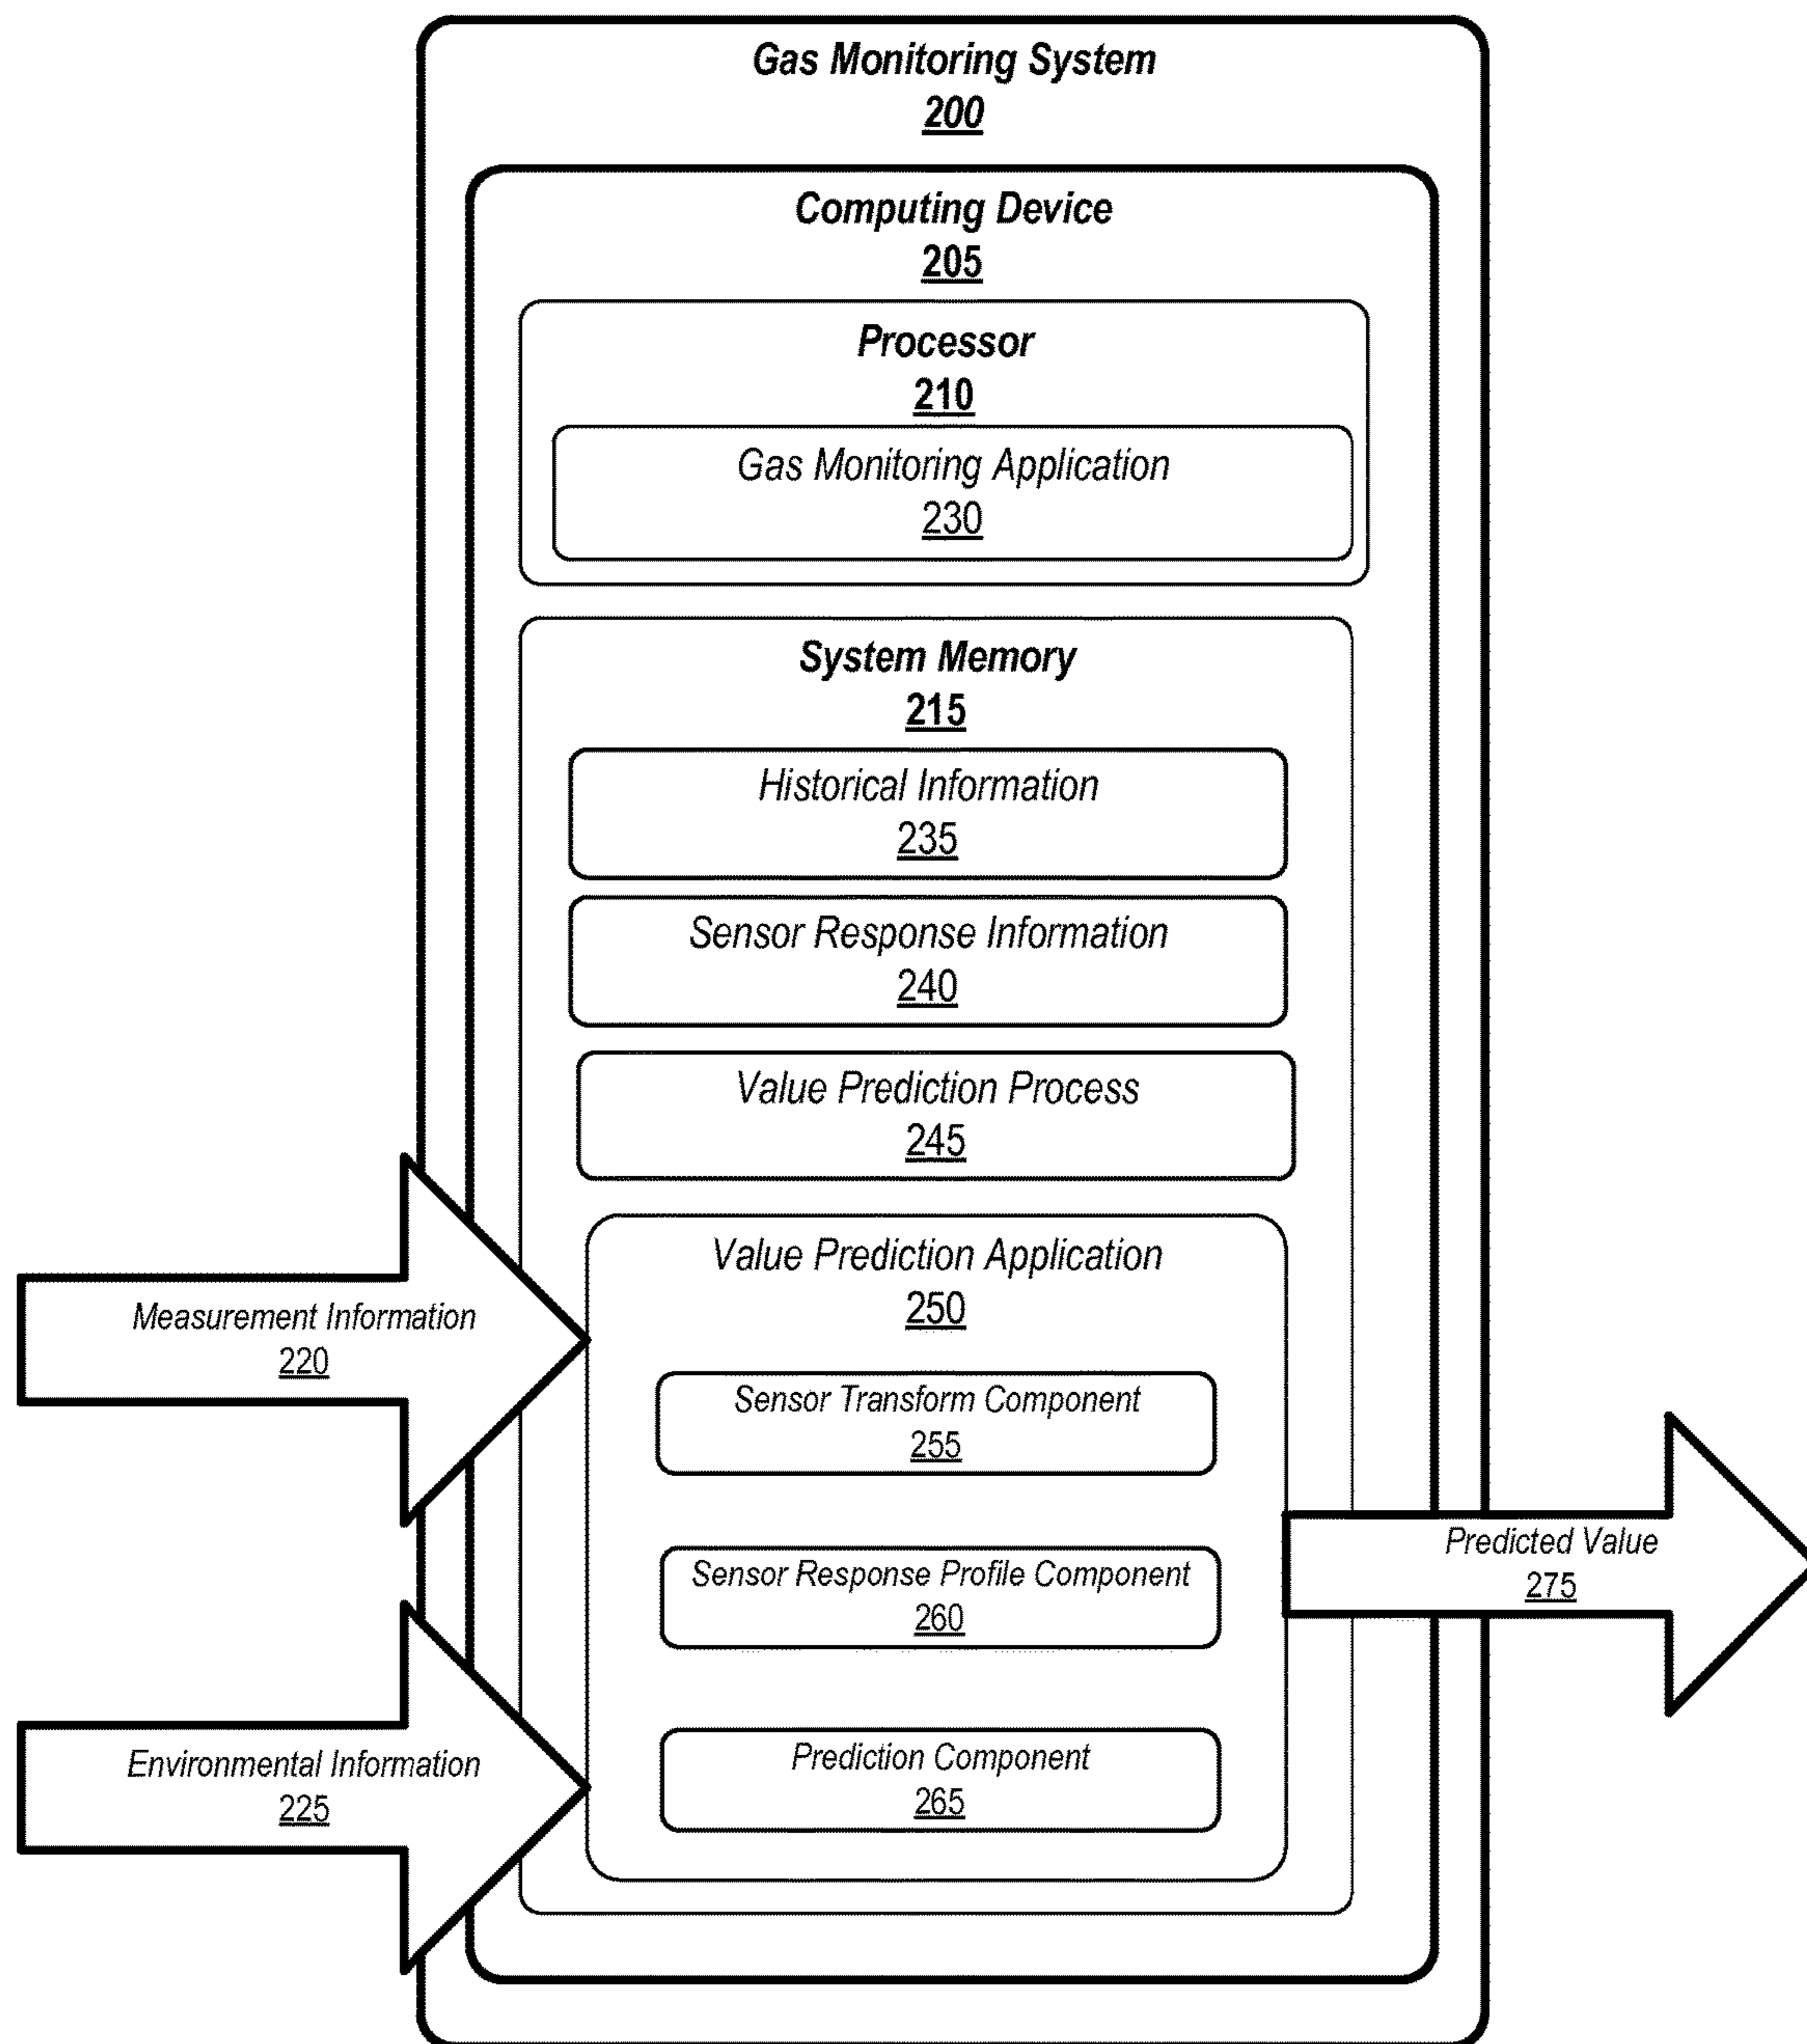 Gas Monitoring System
200
Computing Device
205
Processor
210
Gas Monitoring Application
230
System Memory
215
Historical Information
235
Sensor Response Information
240
Value Prediction Process
245
Value Prediction Application
250
Measurement Information
220
Sensor Transform Component
255
Predicted Value
275
Sensor Response Profile Component
260
Environmental Information
225
Prediction Component
265